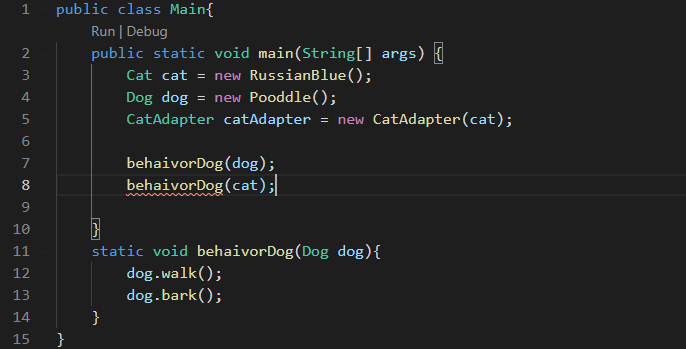 1 public class Main{
Run | Debug
2 public static void main(String[] args) {
3 Cat cat = new RussianBlue();
4 Dog dog = new Pooddle();
5 CatAdapter catAdapter = new CatAdapter(cat);
6
7 behaivorDog(dog);
8 behaivorDog(cat);
9
10 }
11 static void behaivorDog(Dog dog){
12 dog.walk();
13 dog.bark();
14 }
15 }